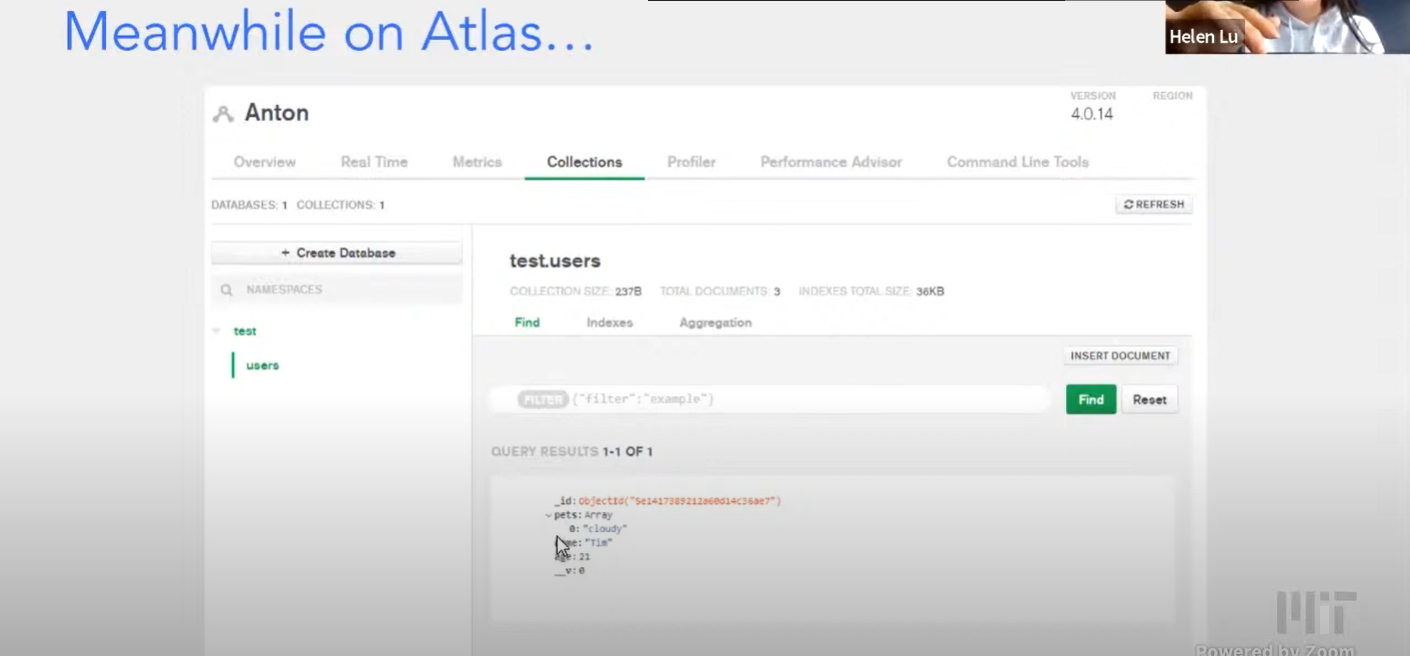 Meanwhile on Atlas...
Helen Lu
Anton
VERSION
4.0.14
REGION
Overview Real Time Metrics Collections Profiler Performance Advisor Command Line Tools
DATABASES: 1 COLLECTIONS: 1
REFRESH
+ Create Database
NAMESPACES
test
users
test.users
COLLECTION SIZE: 237B TOTAL DOCUMENTS: 3 INDEXES TOTAL SIZE: 36KB
Find Indexes Aggregation
INSERT DOCUMENT
FILTER {"filter":"example"}
Find Reset
QUERY RESULTS 1-1 OF 1
_id: ObjectId("5e1417389212a60d14c36ae7")
pets: Array
0: "cloudy"
"Tim"
21
__v: 0
MIT
Powered by Zoom